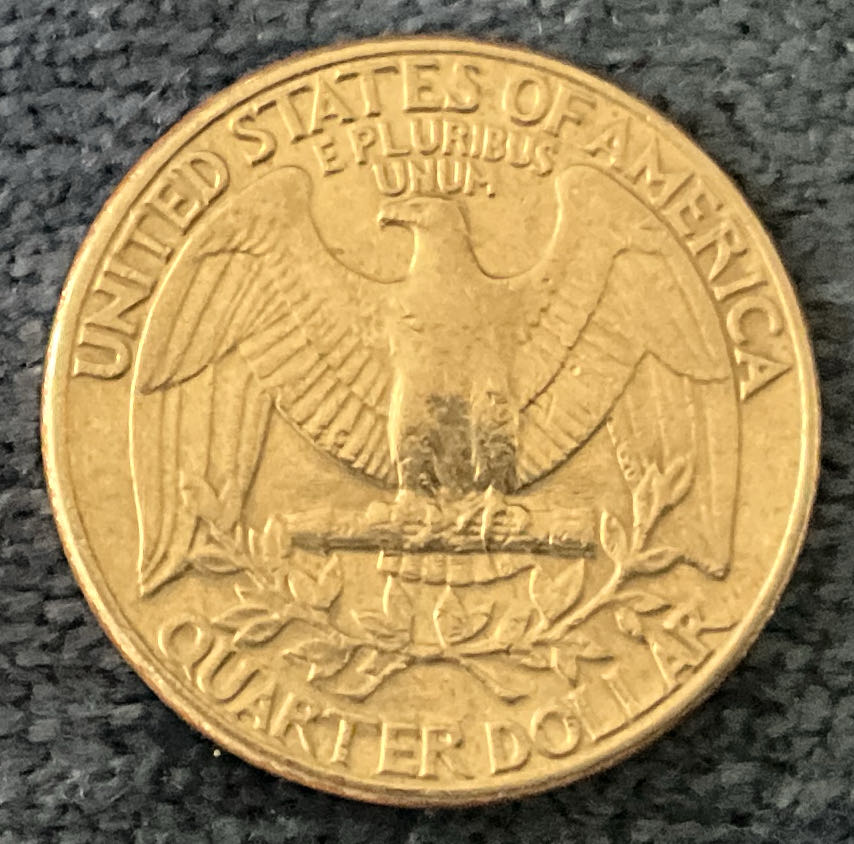 UNITED STATES OF AMERICA
E PLURIBUS
UNUM
QUARTER DOLLAR